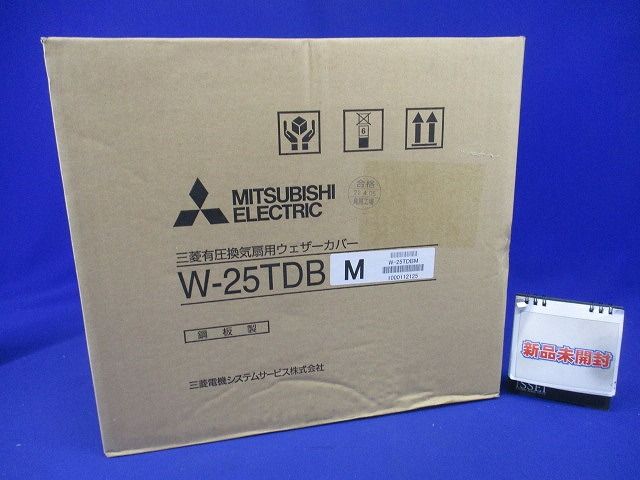 6
MITSUBISHI
ELECTRIC
合格
三菱有圧換気扇用ウェザーカバー
W-25TDB M
W-25TDBM
1000112125
鋼板製
三菱電機システムサービス株式会社
新品未開封